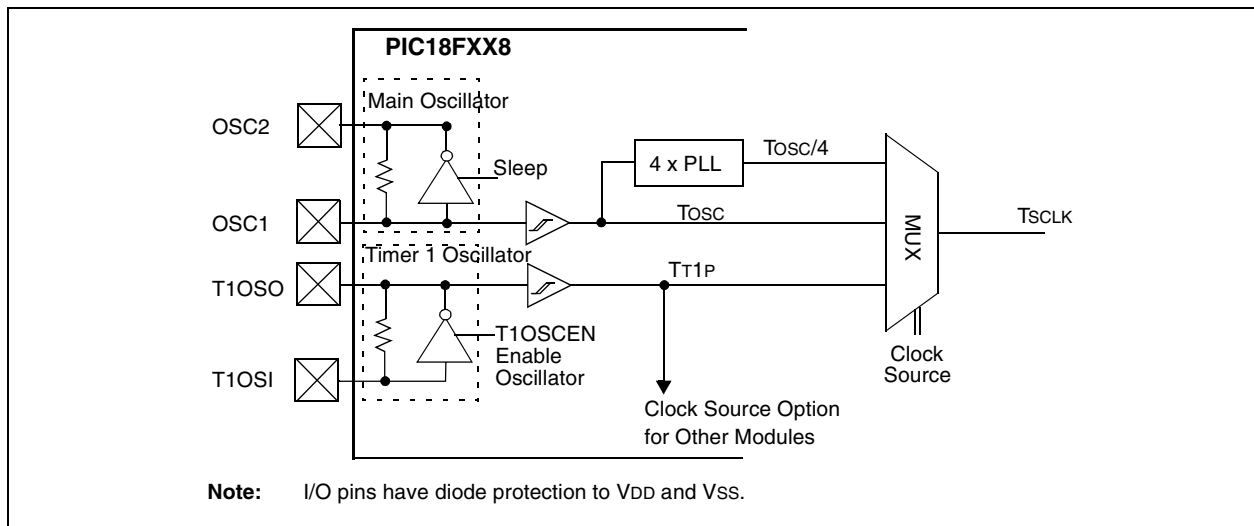 PIC18FXX8
Main Oscillator
OSC2
Sleep
4 x PLL
TOSC/4
OSC1
TOSC
MUX
TSCLK
Timer 1 Oscillator
T1OSO
TT1P
T1OSCEN
Enable
Oscillator
T1OSI
Clock
Source
Clock Source Option
for Other Modules
Note: I/O pins have diode protection to VDD and VSS.